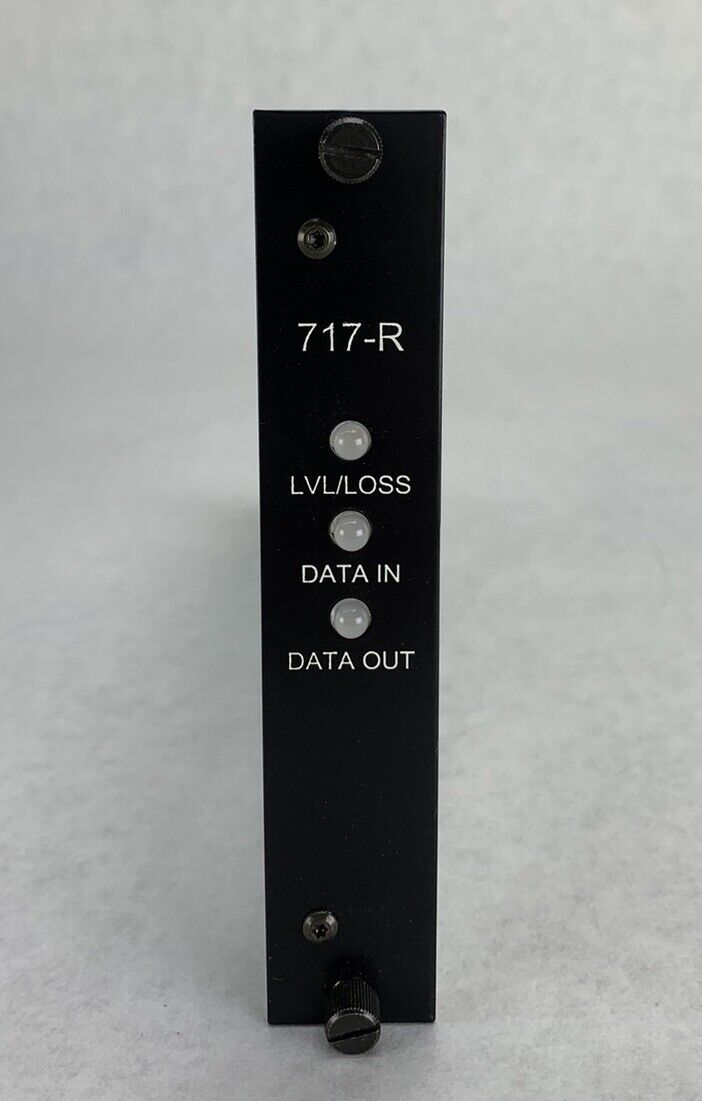 717-R
LVL/LOSS
DATA IN
DATA OUT